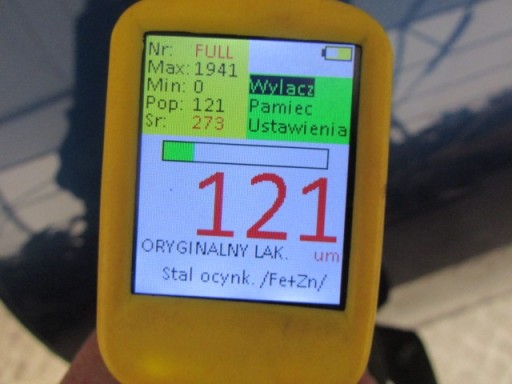 Nr: FULL
Max: 1941
Min: 0
Pop: 121
Sr: 273
Wylacz
Pamiec
Ustawienia
121
um
ORYGINALNY LAK.
Stal ocynk. /Fe+Zn/